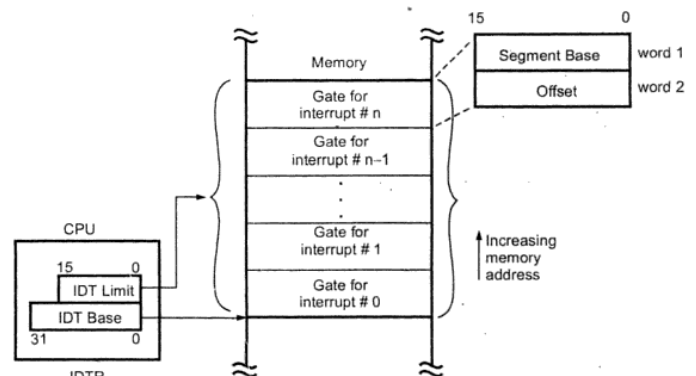 15 0
Segment Base word 1
Offset word 2
Memory
Gate for
interrupt # n
Gate for
interrupt # n–1
Gate for
interrupt # 1
Gate for
interrupt # 0
Increasing
memory
address
CPU
15 0
IDT Limit
IDT Base
31 0
IDTR